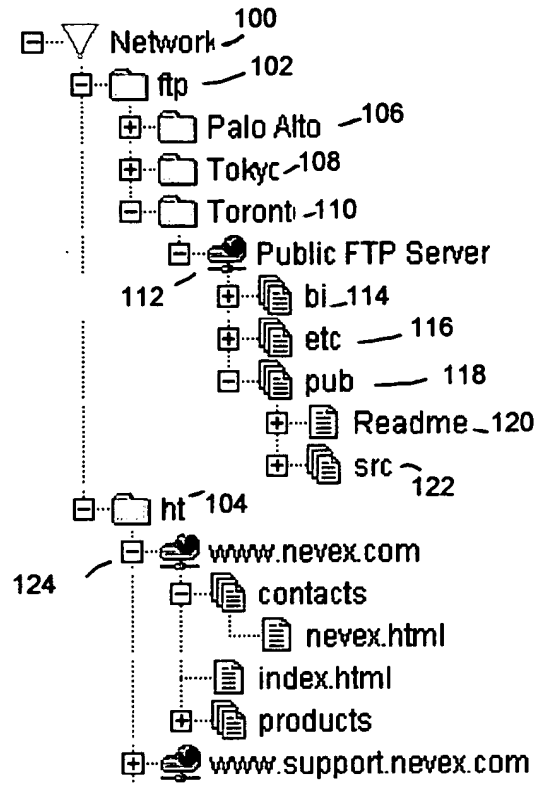 100
Network
ftp 102
Palo Alto 106
Tokyc 108
Toront 110
Public FTP Server
112
bi 114
etc 116
pub 118
Readme 120
src 122
ht 104
www.nevex.com
124
contacts
nevex.html
index.html
products
www.support.nevex.com